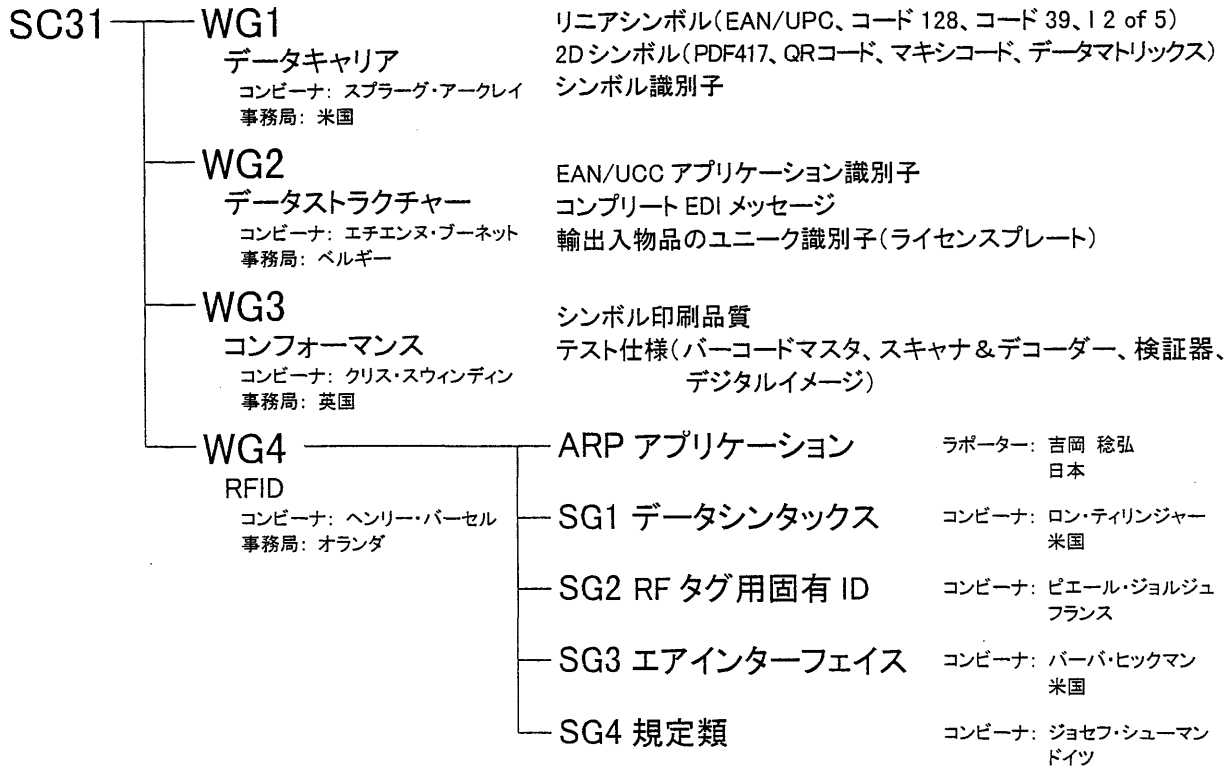 SC31
WG1
データキャリア
コンビーナ: スプラーグ・アークレイ
事務局: 米国
リニアシンボル(EAN/UPC、コード 128、コード 39、I 2 of 5)
2D シンボル(PDF417、QRコード、マキシコード、データマトリックス)
シンボル識別子
WG2
データストラクチャー
コンビーナ: エチエンヌ・ブーネット
事務局: ベルギー
EAN/UCC アプリケーション識別子
コンプリート EDI メッセージ
輸出入物品のユニーク識別子(ライセンスプレート)
WG3
コンフォーマンス
コンビーナ: クリス・スウィンディン
事務局: 英国
シンボル印刷品質
テスト仕様(バーコードマスタ、スキャナ&デコーダー、検証器、
デジタルイメージ)
WG4
RFID
コンビーナ: ヘンリー・バーセル
事務局: オランダ
ARP アプリケーション
ラポーター: 吉岡 稔弘
日本
SG1 データシンタックス
コンビーナ: ロン・ティリンジャー
米国
SG2 RF タグ用固有 ID
コンビーナ: ピエール・ジョルジュ
フランス
SG3 エアインターフェイス
コンビーナ: バーバ・ヒックマン
米国
SG4 規定類
コンビーナ: ジョセフ・シューマン
ドイツ